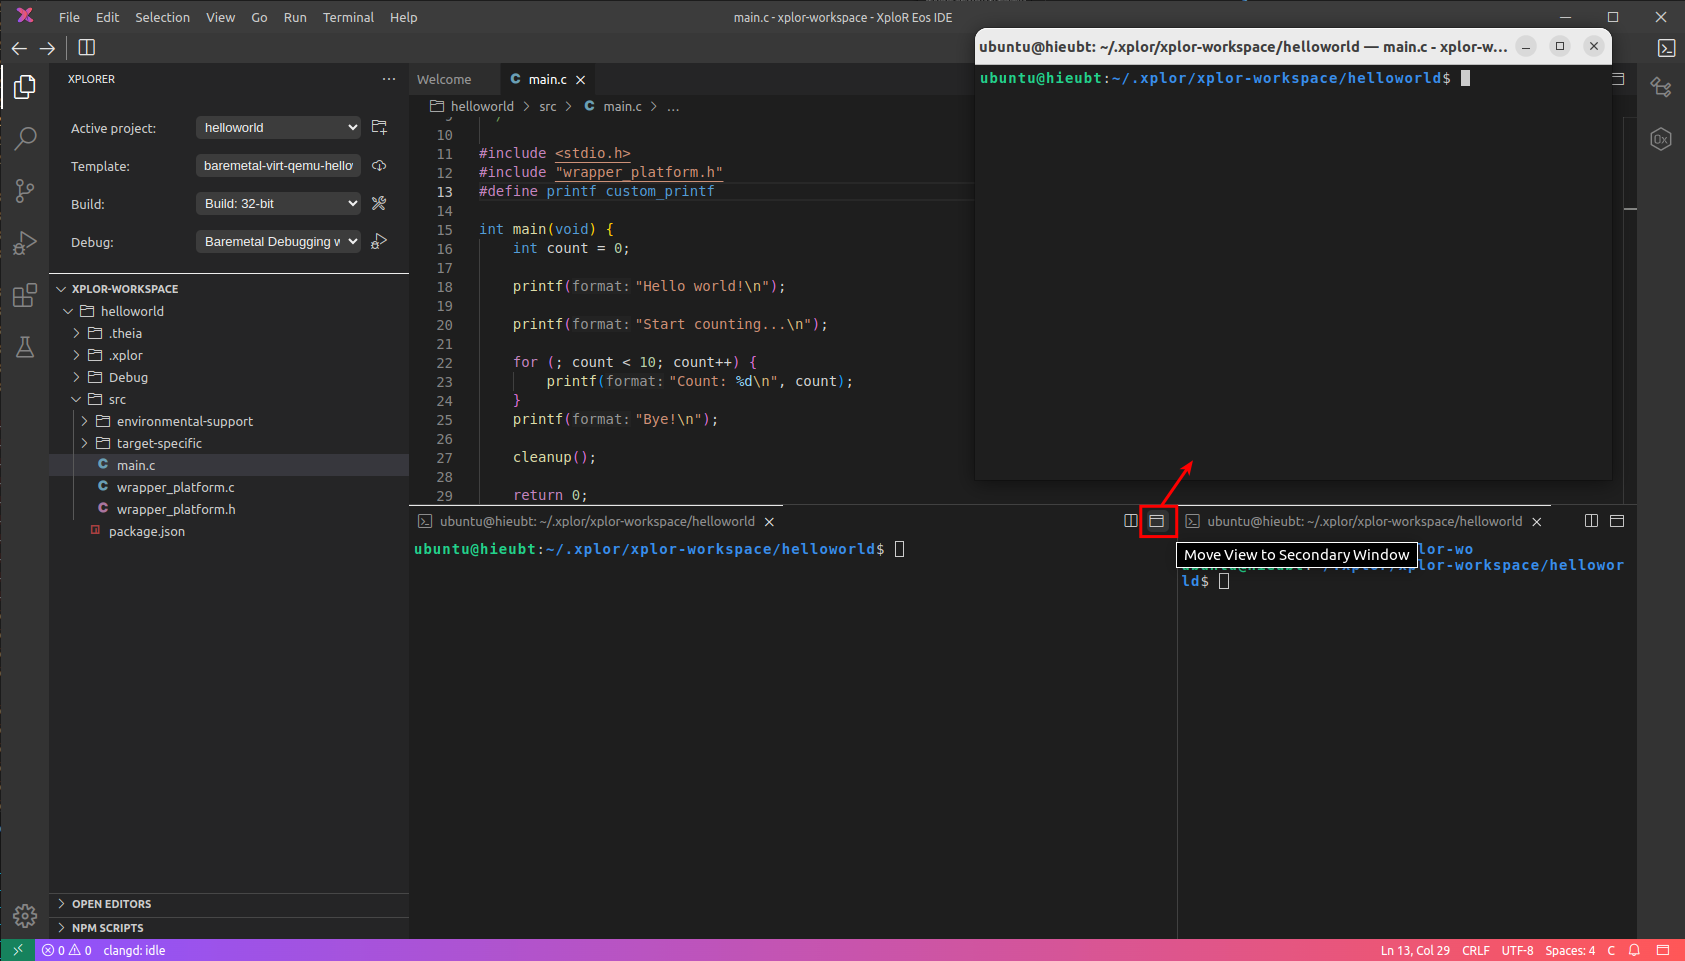 File Edit Selection View Go Run Terminal Help
main.c - xplor-workspace - XploR Eos IDE
ubuntu@hieubt: ~/.xplor/xplor-workspace/helloworld — main.c - xplor-w...
ubuntu@hieubt:~/.xplor/xplor-workspace/helloworld$
XPLORER
Active project: helloworld
Template: baremetal-virt-qemu-hello
Build: Build: 32-bit
Debug: Baremetal Debugging w
XPLOR-WORKSPACE
helloworld
.theia
.xplor
Debug
src
environmental-support
target-specific
C main.c
C wrapper_platform.c
C wrapper_platform.h
package.json
OPEN EDITORS
NPM SCRIPTS
Welcome
C main.c
helloworld > src > C main.c > ...
10
11 #include <stdio.h>
12 #include "wrapper_platform.h"
13 #define printf custom_printf
14
15 int main(void) {
16 int count = 0;
17
18 printf(format: "Hello world!\n");
19
20 printf(format: "Start counting...\n");
21
22 for (; count < 10; count++) {
23 printf(format: "Count: %d\n", count);
24 }
25 printf(format: "Bye!\n");
26
27 cleanup();
28
29 return 0;
0x
ubuntu@hieubt: ~/.xplor/xplor-workspace/helloworld
ubuntu@hieubt:~/.xplor/xplor-workspace/helloworld$
ubuntu@hieubt: ~/.xplor/xplor-workspace/helloworld
Move View to Secondary Window
lor-wo
ubuntu@hieubt:~/.xplor/xplor-workspace/hellowor
ld$
0 0 clangd: idle
Ln 13, Col 29 CRLF UTF-8 Spaces: 4 C